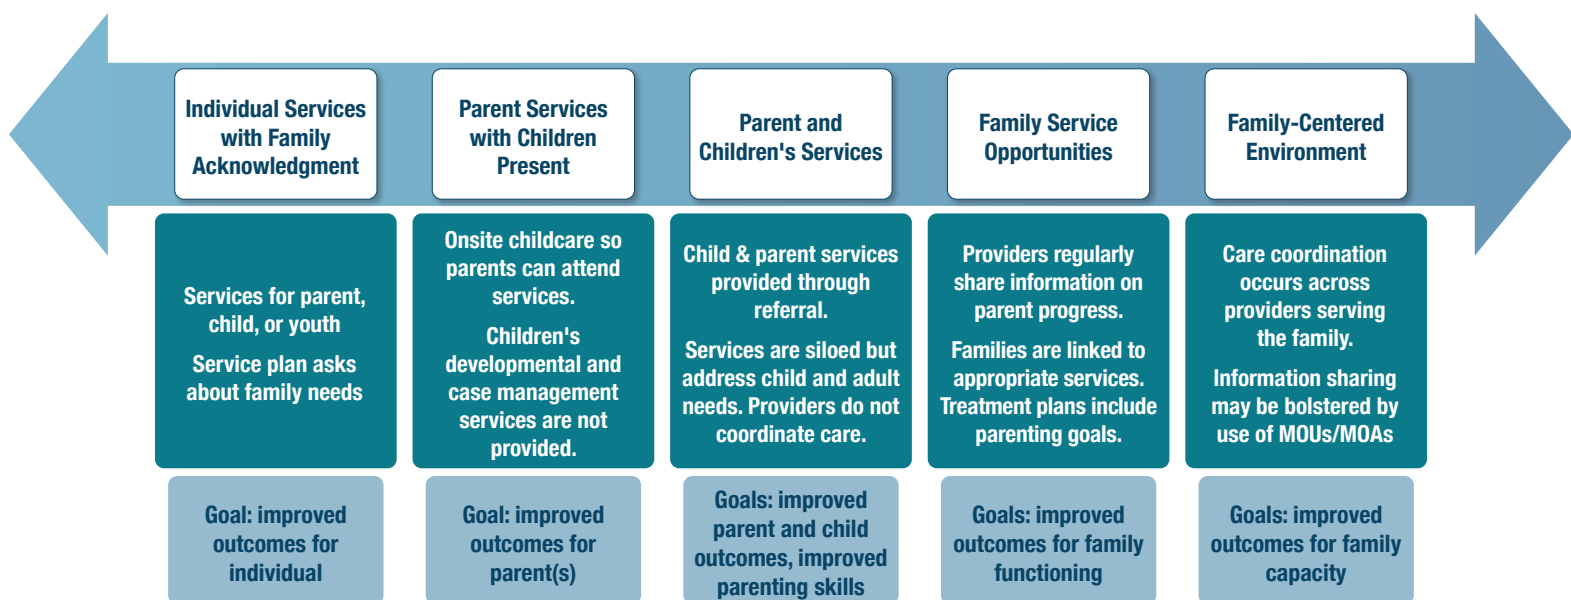 Individual Services
with Family
Acknowledgment
Parent Services
with Children
Present
Parent and
Children's Services
Family Service
Opportunities
Family-Centered
Environment
Services for parent,
child, or youth
Service plan asks
about family needs
Onsite childcare so
parents can attend
services.
Children's
developmental and
case management
services are not
provided.
Child & parent services
provided through
referral.
Services are siloed but
address child and adult
needs. Providers do not
coordinate care.
Providers regularly
share information on
parent progress.
Families are linked to
appropriate services.
Treatment plans include
parenting goals.
Care coordination
occurs across
providers serving
the family.
Information sharing
may be bolstered by
use of MOUs/MOAs
Goal: improved
outcomes for
individual
Goal: improved
outcomes for
parent(s)
Goals: improved
parent and child
outcomes, improved
parenting skills
Goals: improved
outcomes for family
functioning
Goals: improved
outcomes for family
capacity